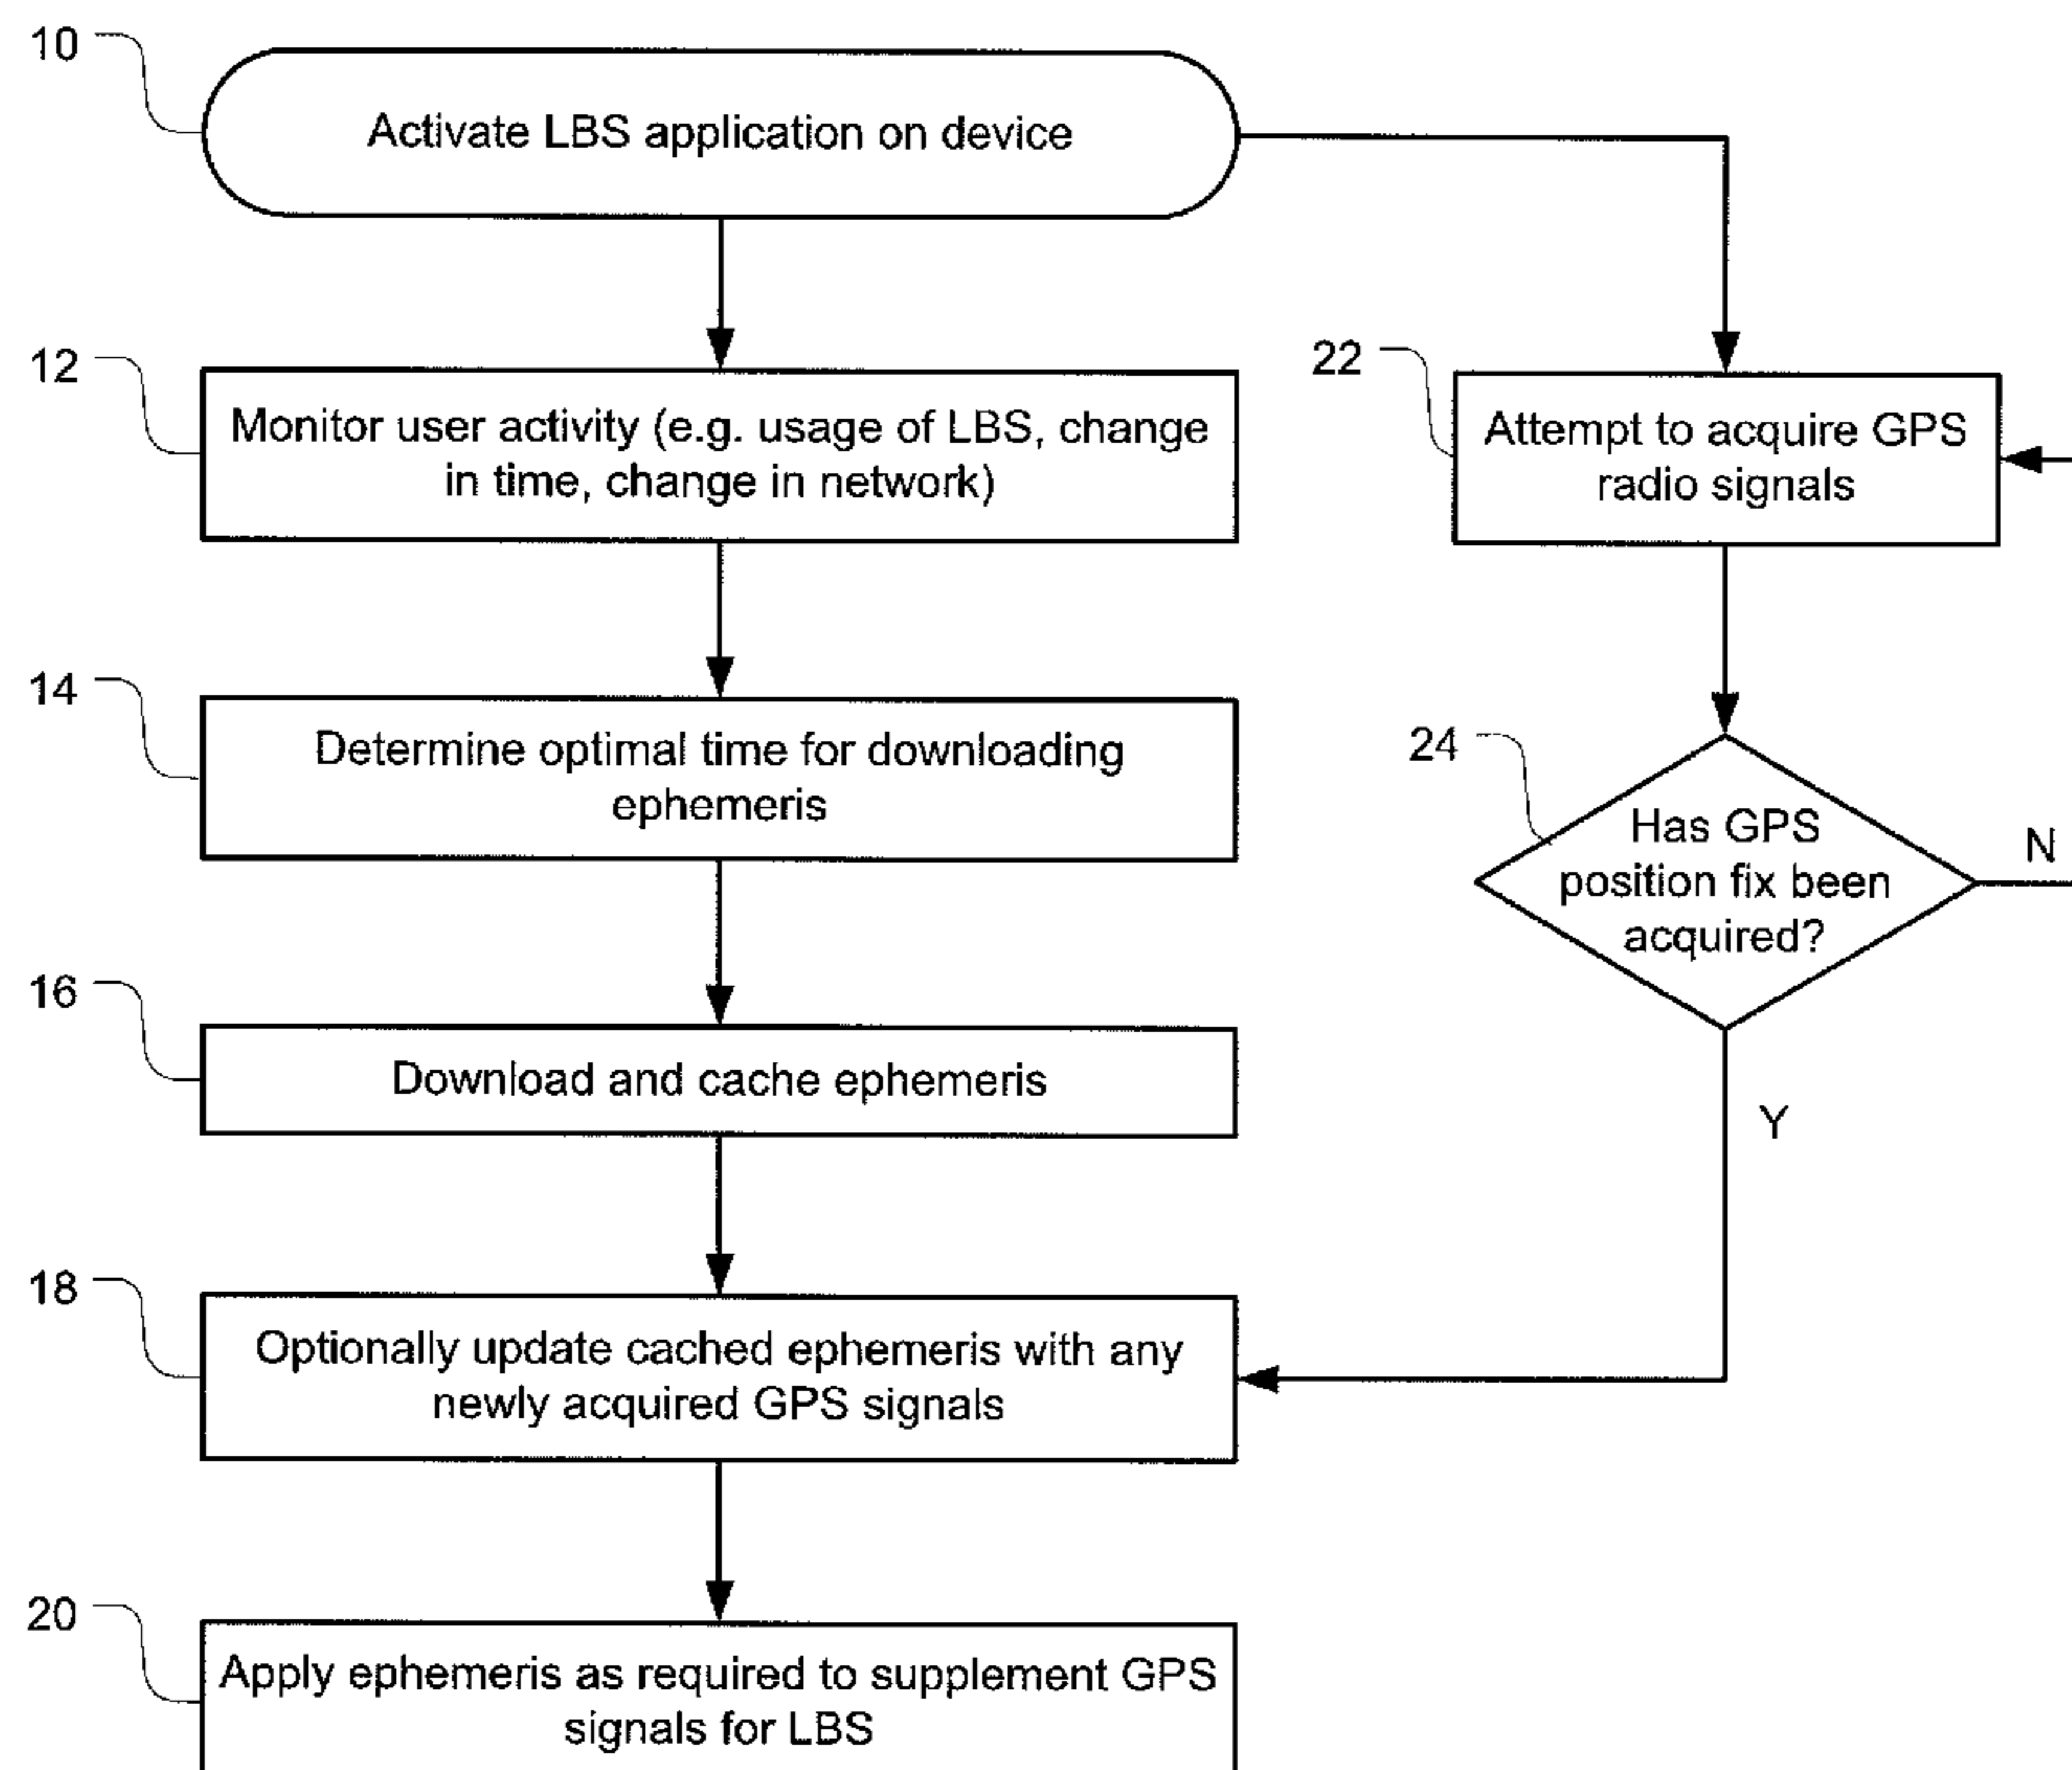 10
Activate LBS application on device
12
Monitor user activity (e.g. usage of LBS, change
in time, change in network)
22
Attempt to acquire GPS
radio signals
14
Determine optimal time for downloading
ephemeris
24
Has GPS
position fix been
acquired?
N
16
Download and cache ephemeris
Y
18
Optionally update cached ephemeris with any
newly acquired GPS signals
20
Apply ephemeris as required to supplement GPS
signals for LBS